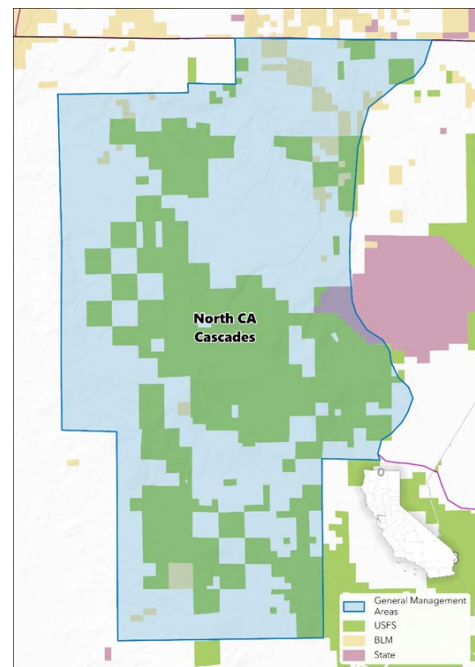 North CA
Cascades
General Management
Areas
USFS
BLM
State